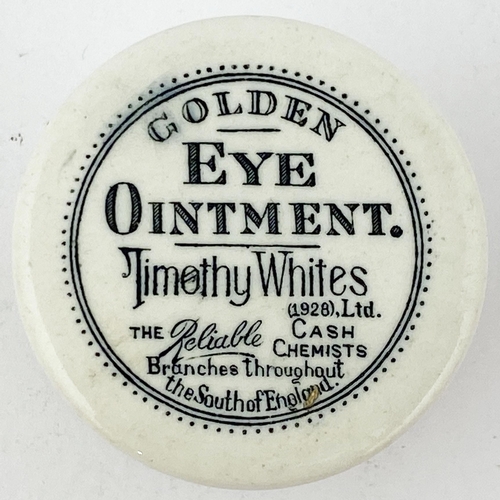 GOLDEN
EYE
OINTMENT.
Timothy Whites
(1928), Ltd.
THE Reliable CASH
CHEMISTS
Branches throughout
the South of England.